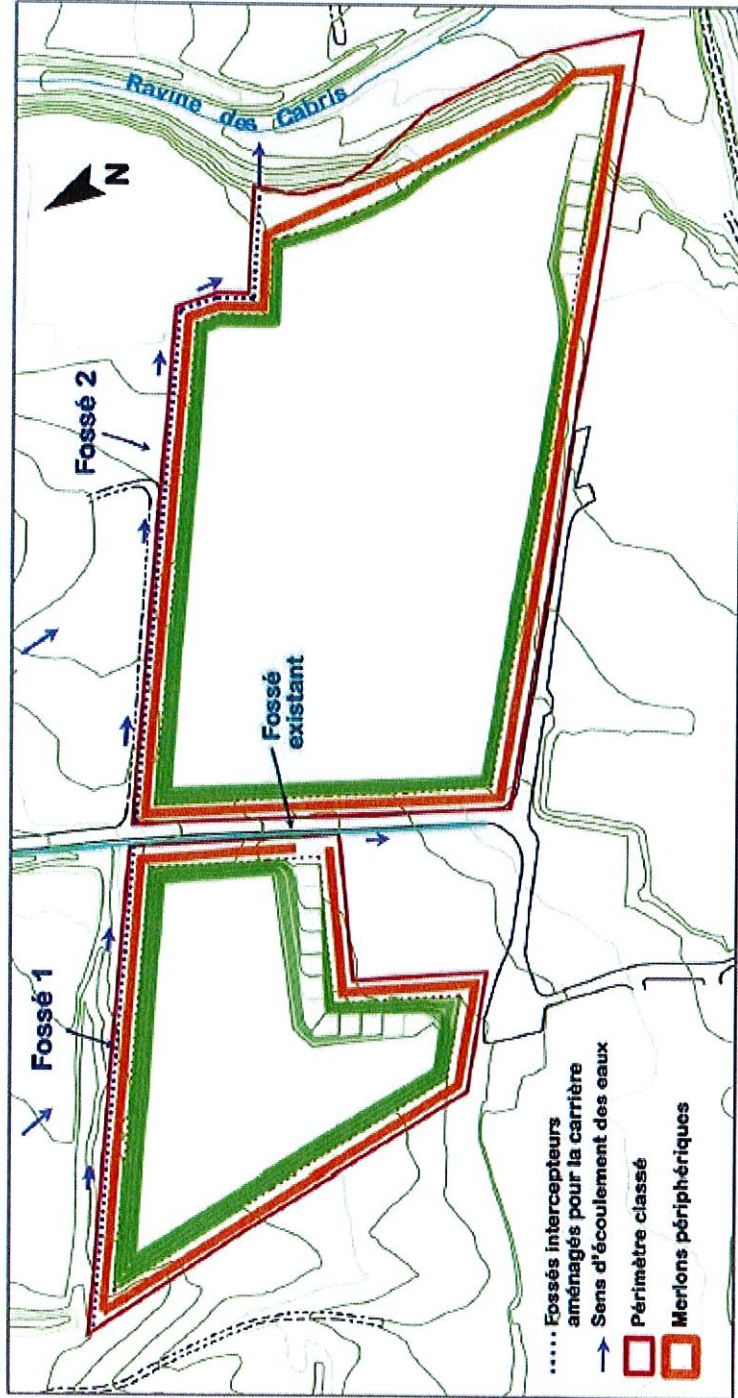 Ravine des Cabris
N
Fossé 2
Fossé
existant
Fossé 1
Fossés intercepteurs
aménagés pour la carrière
Sens d'écoulement des eaux
Périmètre classé
Merlons périphériques